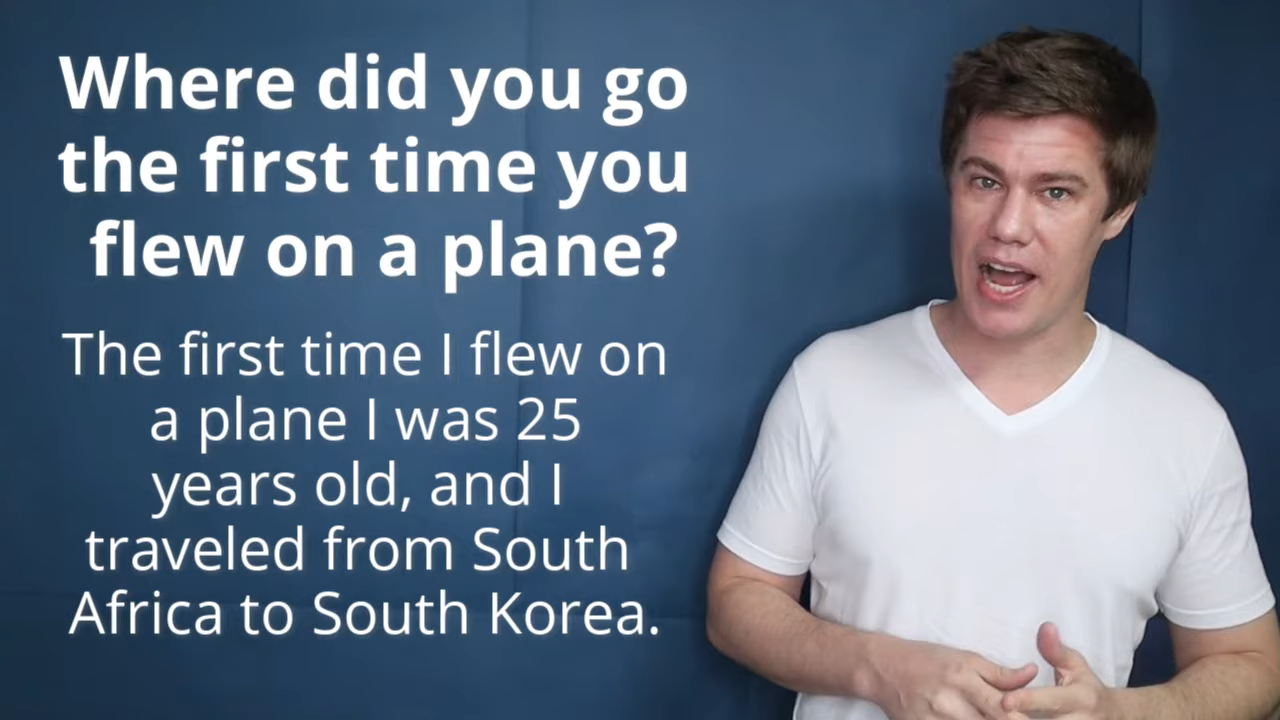 Where did you go
the first time you
flew on a plane?
The first time I flew on
a plane I was 25
years old, and I
traveled from South
Africa to South Korea.